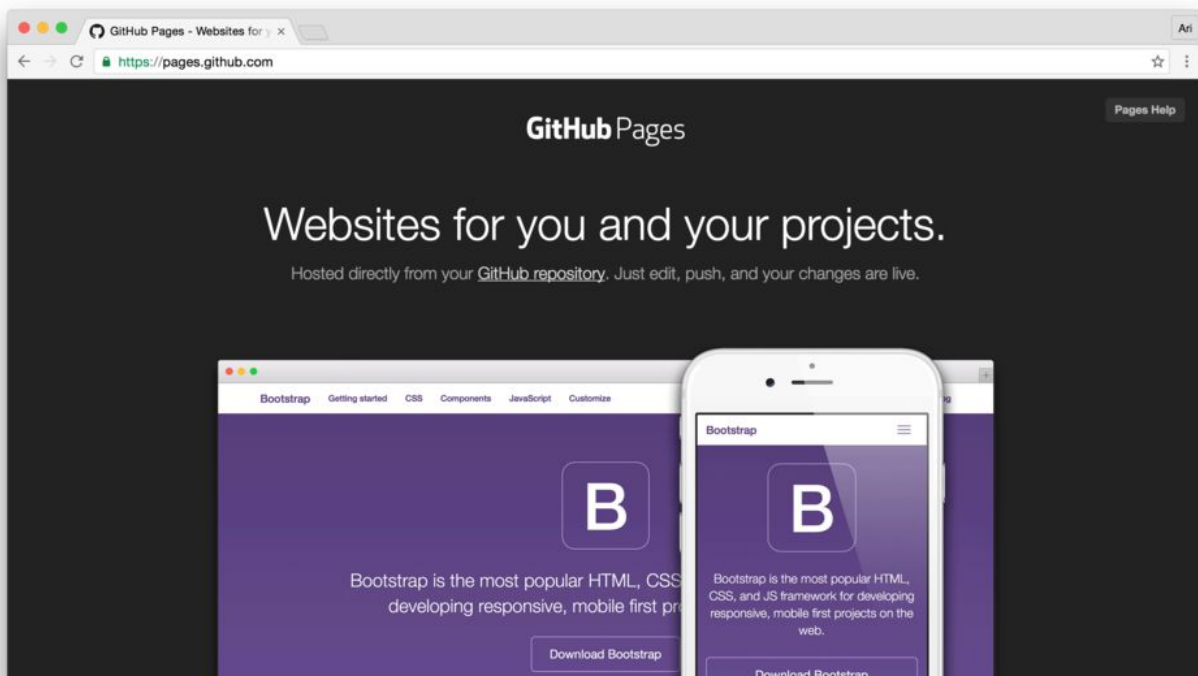 GitHub Pages - Websites for y
Ari
https://pages.github.com
Pages Help
GitHub Pages
Websites for you and your projects.
Hosted directly from your GitHub repository. Just edit, push, and your changes are live.
Bootstrap Getting started CSS Components JavaScript Customize
B
Bootstrap is the most popular HTML, CSS
developing responsive, mobile first pr
Download Bootstrap
Bootstrap
B
Bootstrap is the most popular HTML,
CSS, and JS framework for developing
responsive, mobile first projects on the
web.
Download Bootstrap